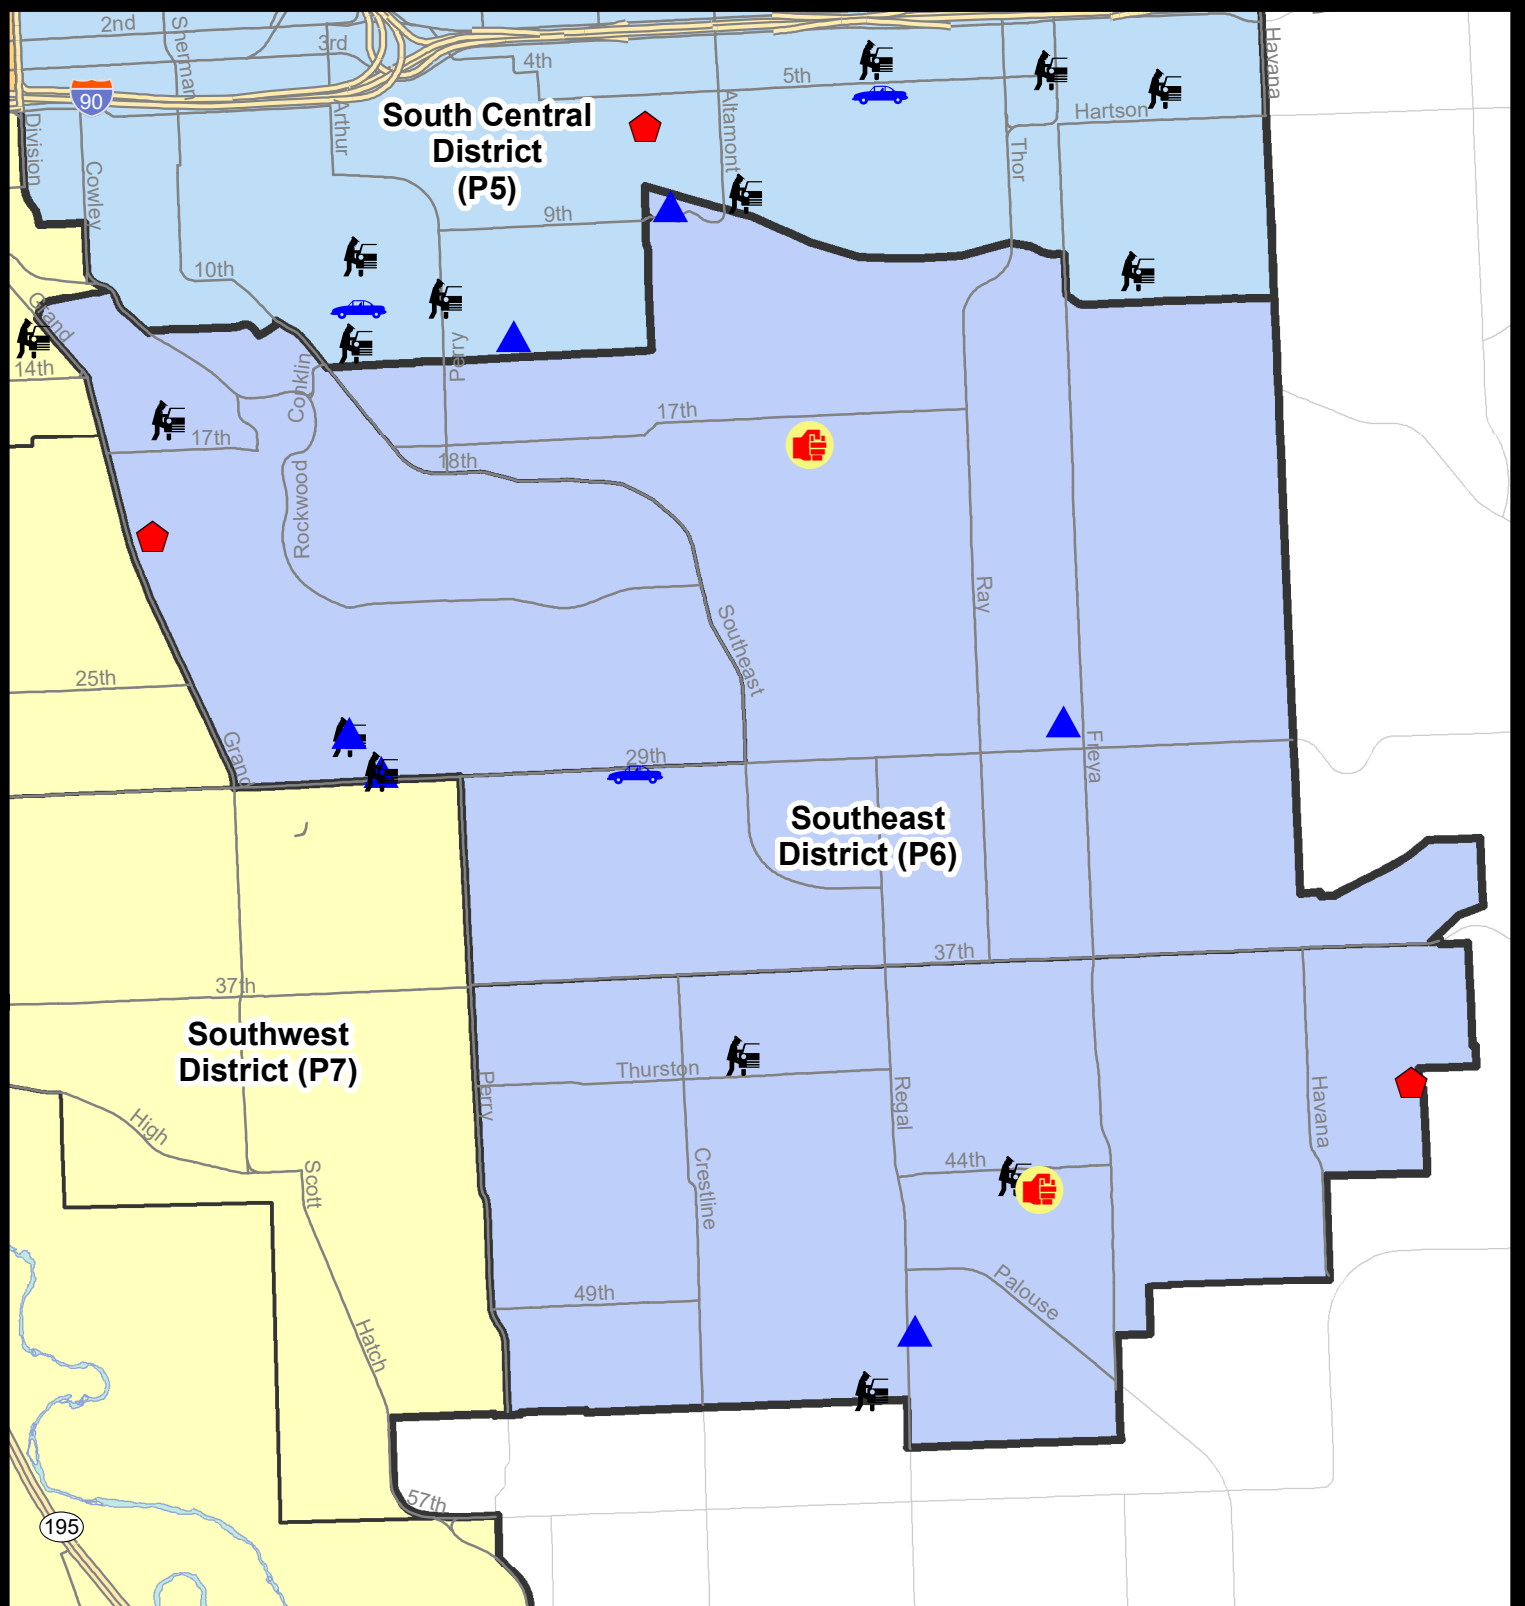 2nd
Sherman
3rd
4th
5th
Havana
90
Division
Arthur
South Central
District
(P5)
Altamont
Hartson
Thor
Cowley
9th
10th
Grand
14th
Perry
Conklin
17th
17th
18th
Rockwood
Southeast
Ray
25th
Grand
29th
Freya
Southeast
District (P6)
37th
37th
Southwest
District (P7)
Thurston
Perry
Regal
Havana
High
Scott
Crestline
44th
49th
Palouse
Hatch
57th
195